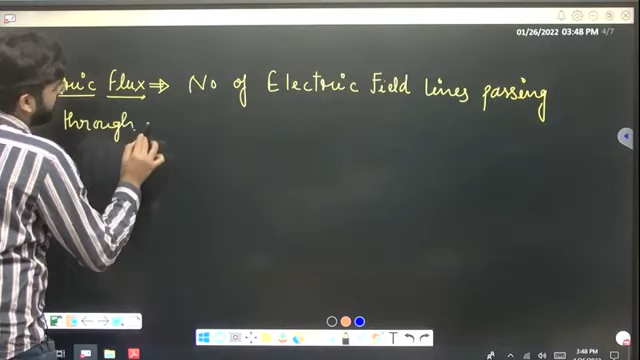 01/26/2022 03:48 PM 4/7
ric Flux ⇒ No of Electric Field lines passing
through
T
3:48 PM